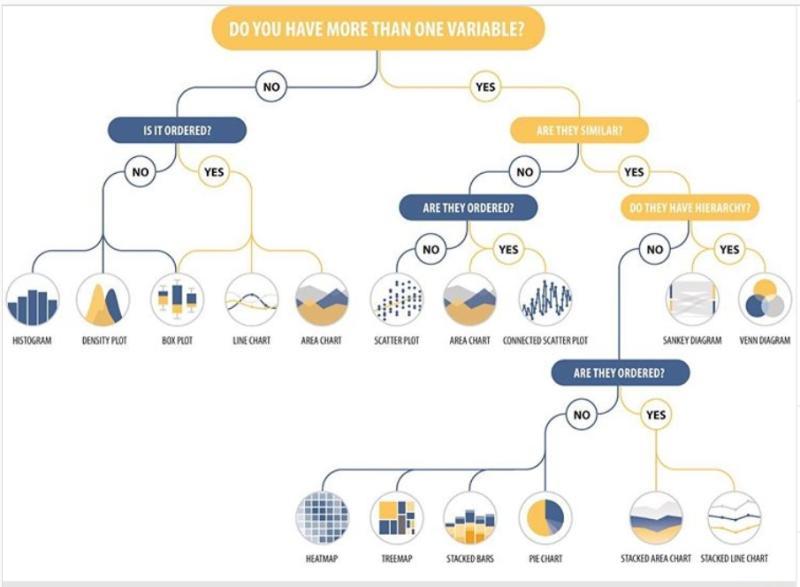 DO YOU HAVE MORE THAN ONE VARIABLE?
NO
YES
IS IT ORDERED?
ARE THEY SIMILAR?
NO
YES
NO
YES
ARE THEY ORDERED?
DO THEY HAVE HIERARCHY?
NO
YES
NO
YES
HISTOGRAM
DENSITY PLOT
BOX PLOT
LINE CHART
AREA CHART
SCATTER PLOT
AREA CHART
CONNECTED SCATTER PLOT
SANKEY DIAGRAM
VENN DIAGRAM
ARE THEY ORDERED?
NO
YES
HEATMAP
TREEMAP
STACKED BARS
PIE CHART
STACKED AREA CHART
STACKED LINE CHART